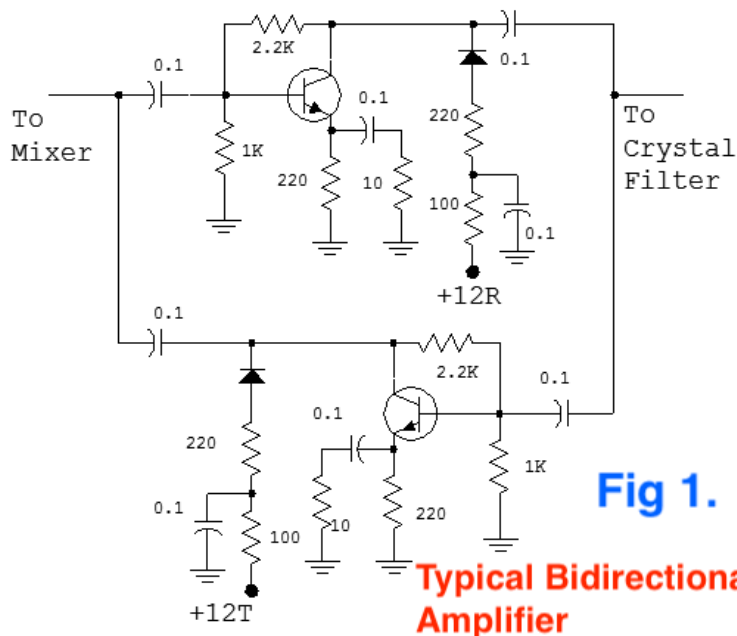 2.2K
0.1
0.1
0.1
To
Mixer
1K
220
10
220
100
0.1
To
Crystal
Filter
+12R
0.1
2.2K
0.1
0.1
220
0.1
100
10
220
1K
+12T
Fig 1.
Typical Bidirectiona
Amplifier